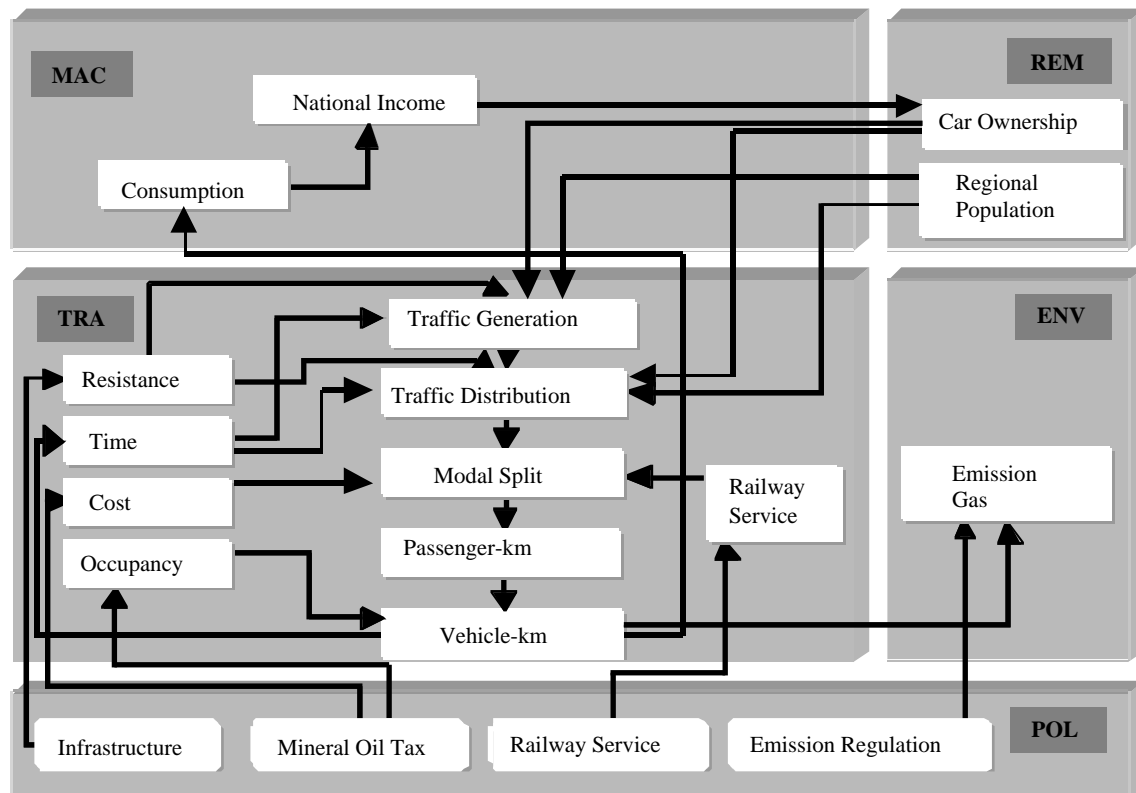 MAC
REM
National Income
Car Ownership
Consumption
Regional
Population
TRA
ENV
Traffic Generation
Resistance
Traffic Distribution
Time
Modal Split
Railway
Service
Emission
Gas
Cost
Passenger-km
Occupancy
Vehicle-km
POL
Infrastructure
Mineral Oil Tax
Railway Service
Emission Regulation